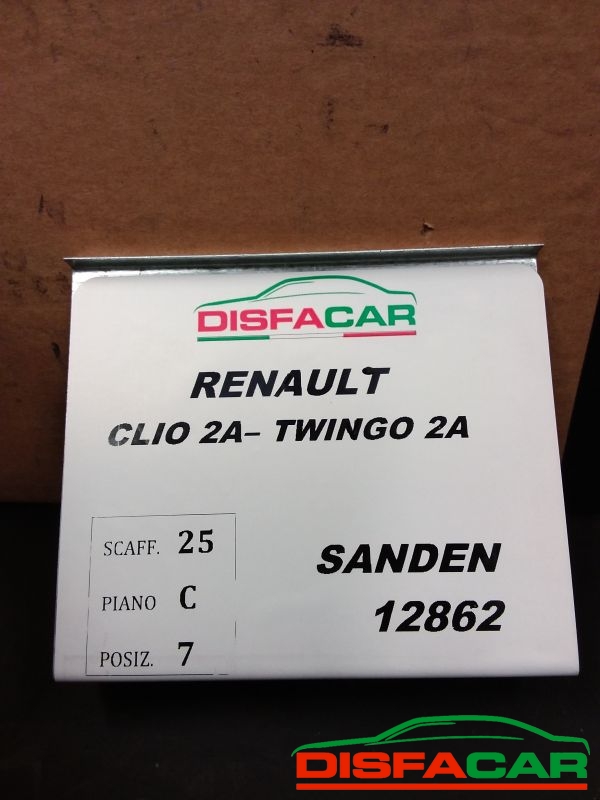 DISFACAR
RENAULT
CLIO 2A– TWINGO 2A
SCAFF. 25
PIANO C
POSIZ. 7
SANDEN
12862
DISFACAR